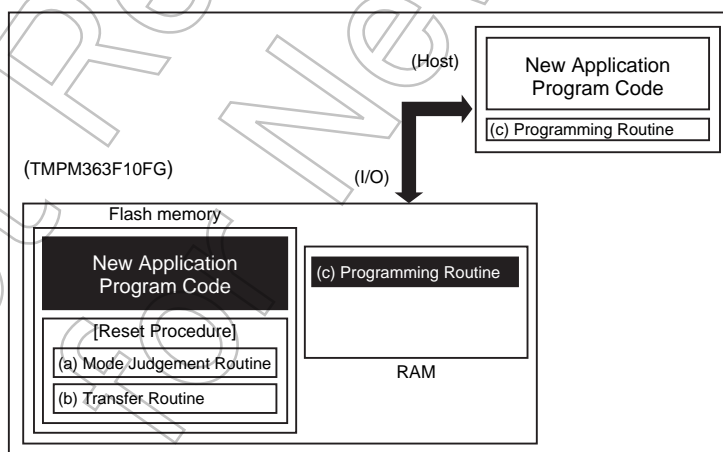 (Host)
New Application
Program Code
(c) Programming Routine
(TMPM363F10FG)
(I/O)
Flash memory
New Application
Program Code
[Reset Procedure]
(a) Mode Judgement Routine
(b) Transfer Routine
(c) Programming Routine
RAM